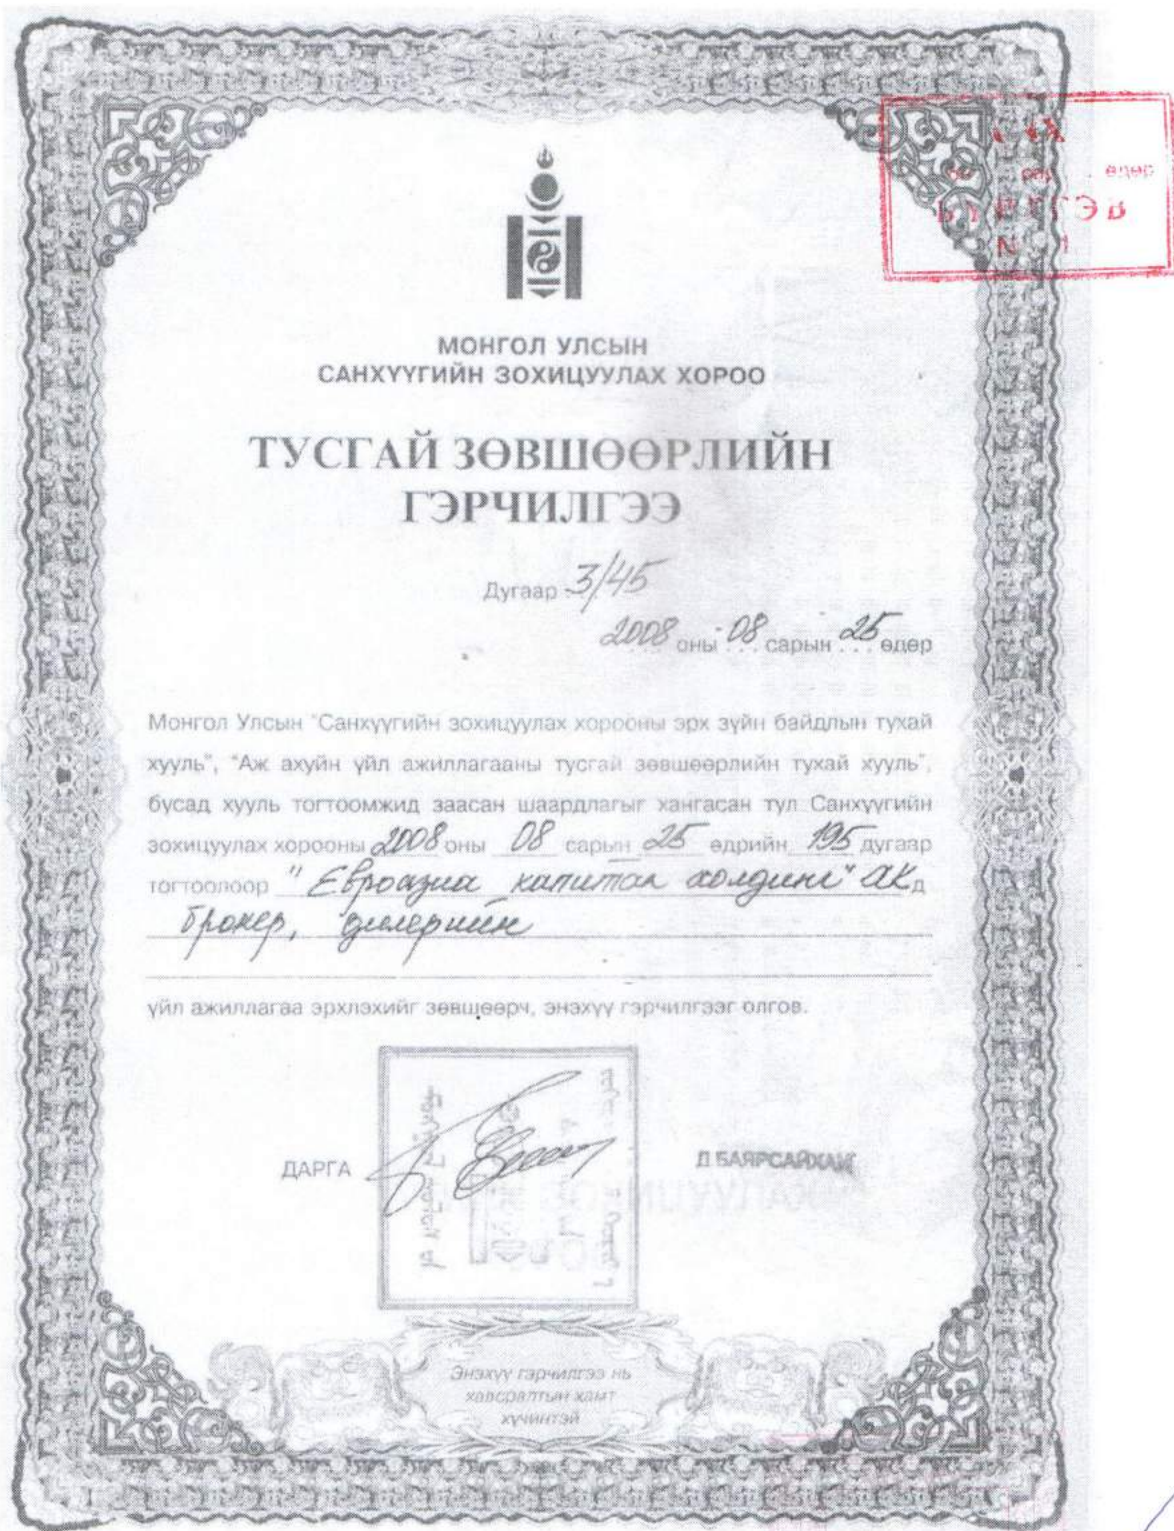 МОНГОЛ УЛСЫН
САНХҮҮГИЙН ЗОХИЦУУЛАХ ХОРОО
ТУСГАЙ ЗӨВШӨӨРЛИЙН
ГЭРЧИЛГЭЭ
Дугаар 3/45
2008 оны 08 сарын 25 өдөр
өдөр
БҮРТГЭВ
Монгол Улсын "Санхүүгийн зохицуулах хорооны эрх зүйн байдлын тухай
хууль", "Аж ахуйн үйл ажиллагааны тусгай зөвшөөрлийн тухай хууль",
бусад хууль тогтоомжид заасан шаардлагыг хангасан тул Санхүүгийн
зохицуулах хорооны 2008 оны 08 сарын 25 өдрийн 195 дугаар
тогтоолоор "Евроазиа капитал холдинг" ХК д
брокер, дилерийн
үйл ажиллагаа эрхлэхийг зөвшөөрч, энэхүү гэрчилгээг олгов.
ДАРГА
Д БАЯРСАЙХАН
Энэхүү гэрчилгээ нь
хавсралтын хамт
хүчинтэй